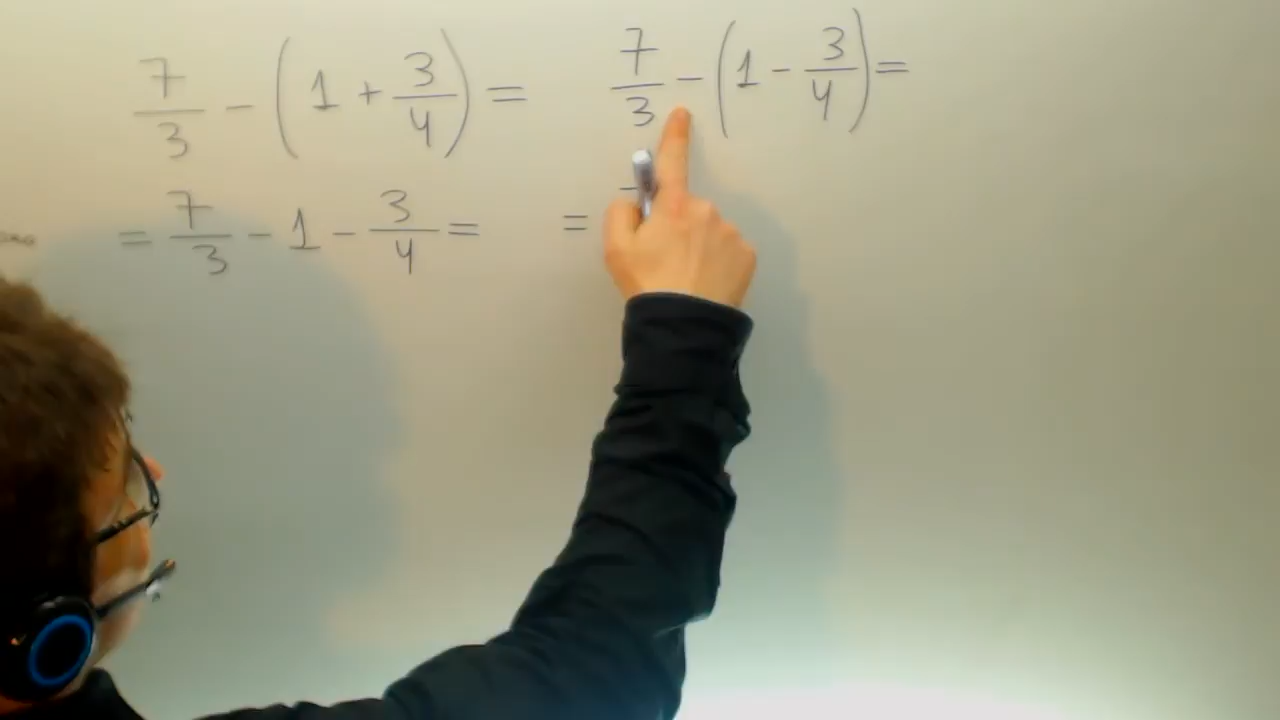 7/3 - (1 + 3/4) =
= 7/3 - 1 - 3/4 =
7/3 - (1 - 3/4) =
=